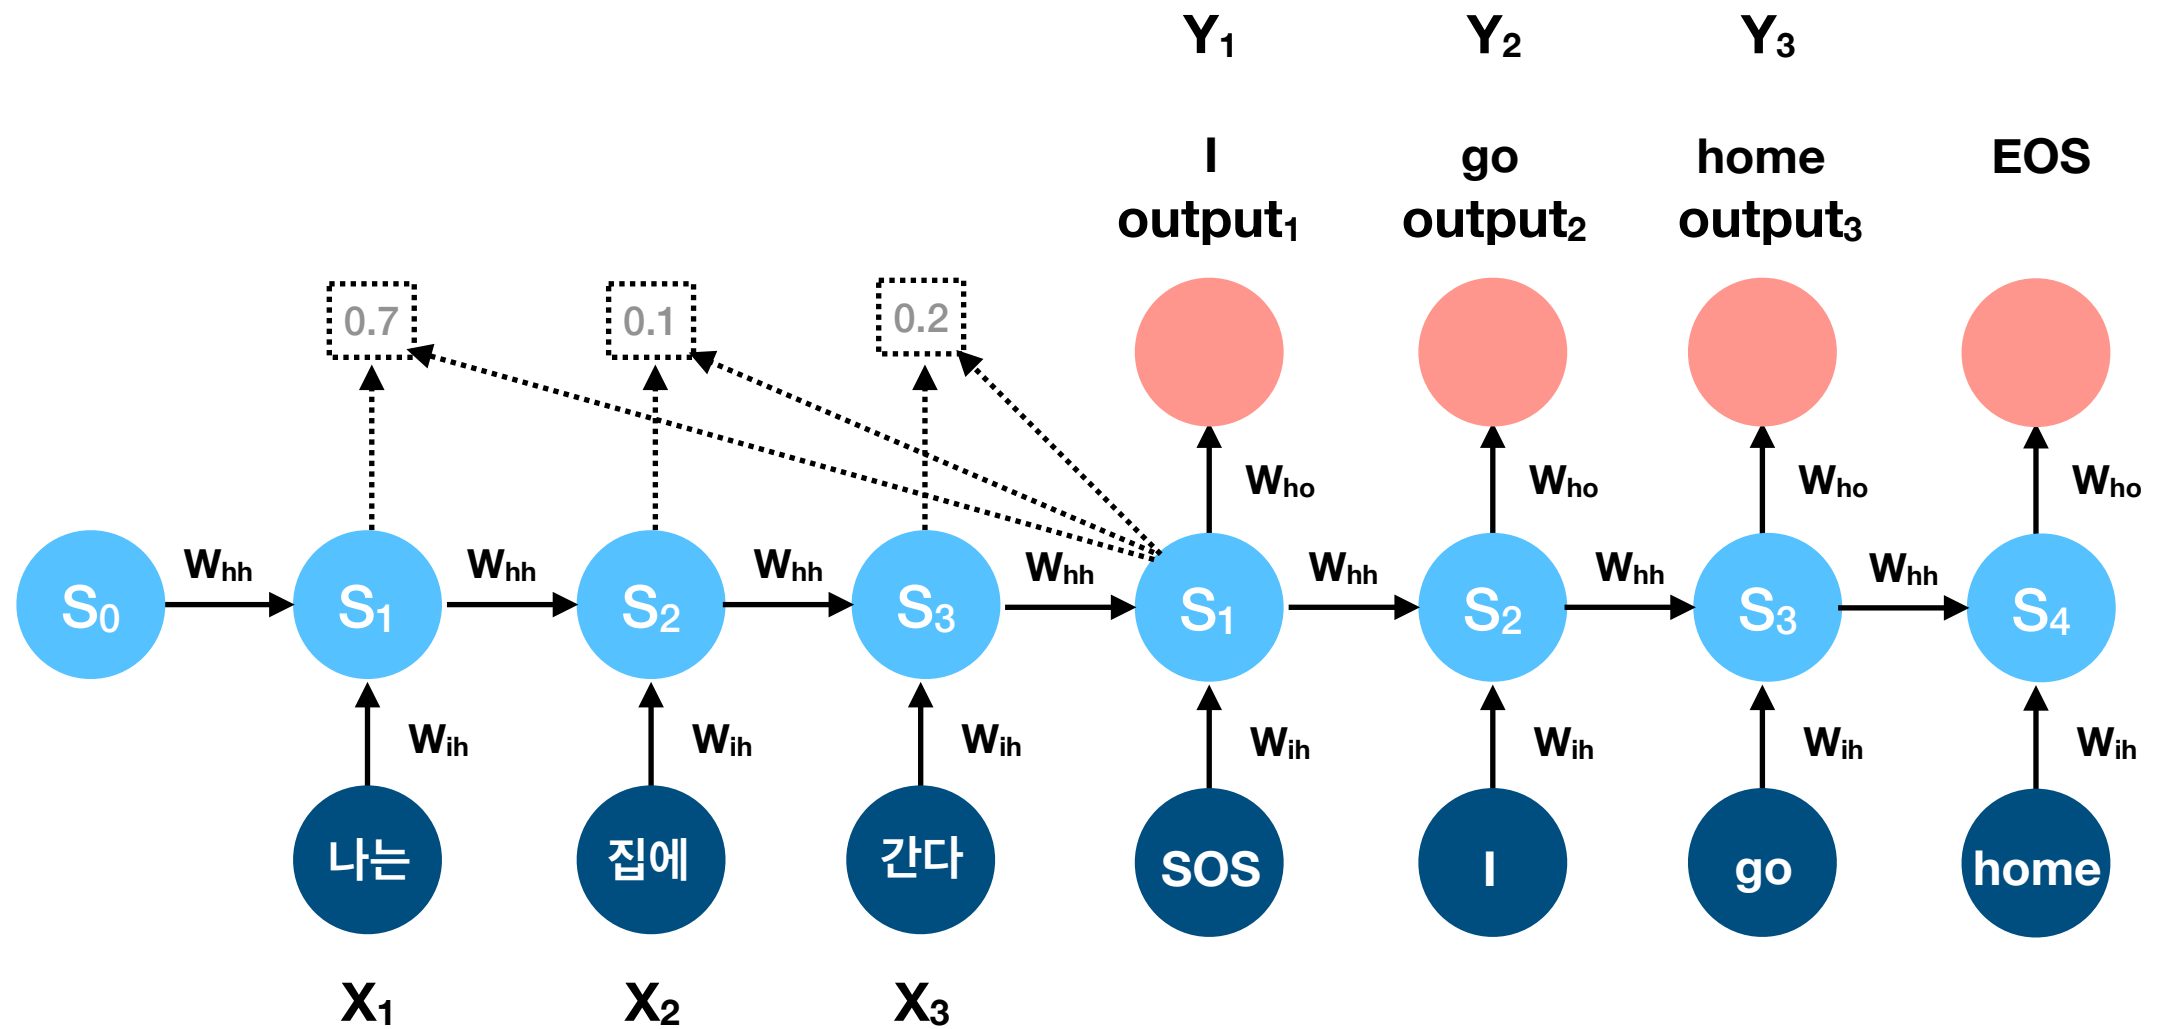 Y1 Y2 Y3
I go home EOS
output1 output2 output3
0.7 0.1 0.2
Who Who Who Who
Whh Whh Whh Whh Whh Whh Whh
S0 S1 S2 S3 S1 S2 S3 S4
Wih Wih Wih Wih Wih Wih Wih
나는 집에 간다 SOS I go home
X1 X2 X3